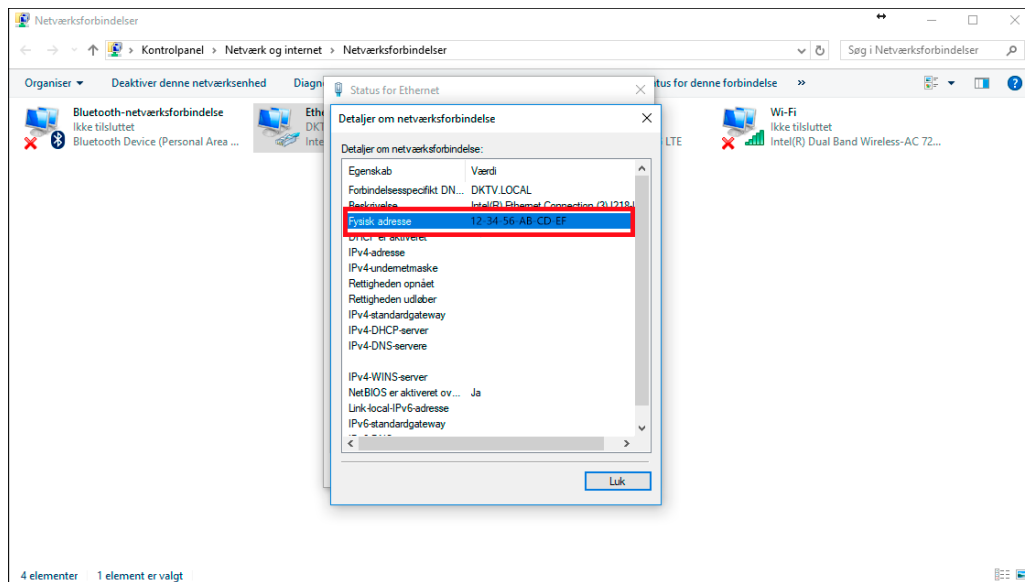 Netværksforbindelser
Kontrolpanel > Netværk og internet > Netværksforbindelser
Søg i Netværksforbindelser
Organiser
Deaktiver denne netværksenhed
Diagn
tus for denne forbindelse
»
Bluetooth-netværksforbindelse
Ikke tilsluttet
Bluetooth Device (Personal Area ...
Ethe
DKT
Inte
LTE
Wi-Fi
Ikke tilsluttet
Intel(R) Dual Band Wireless-AC 72...
Status for Ethernet
Detaljer om netværksforbindelse
Detaljer om netværksforbindelse:
Egenskab Værdi
Forbindelsesspecifikt DN... DKTV.LOCAL
Beskrivelse Intel(R) Ethernet Connection (3) I218-L
Fysisk adresse 12-34-56-AB-CD-EF
DHCP er aktiveret
IPv4-adresse
IPv4-undernetmaske
Rettigheden opnået
Rettigheden udløber
IPv4-standardgateway
IPv4-DHCP-server
IPv4-DNS-servere
IPv4-WINS-server
NetBIOS er aktiveret ov... Ja
Link-local-IPv6-adresse
IPv6-standardgateway
Luk
4 elementer
1 element er valgt